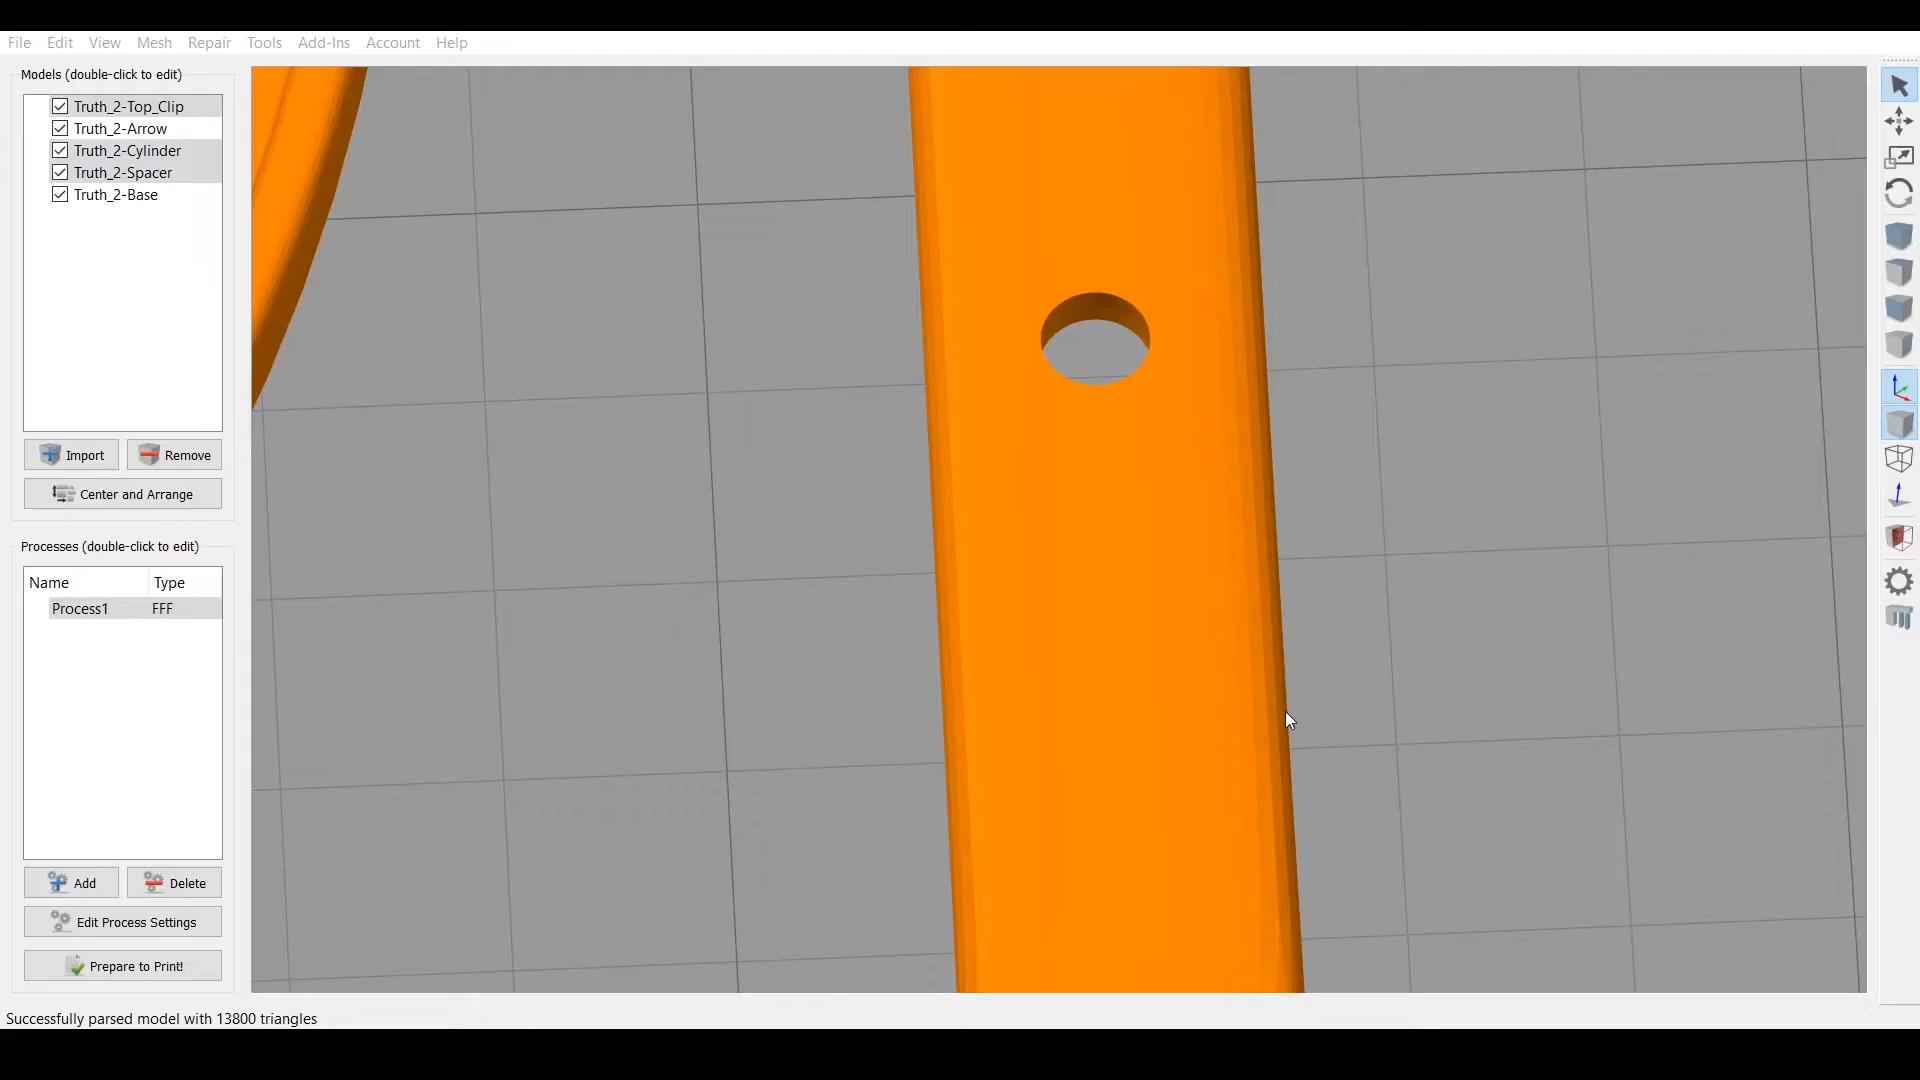 File Edit View Mesh Repair Tools Add-Ins Account Help
Models (double-click to edit)
Truth_2-Top_Clip
Truth_2-Arrow
Truth_2-Cylinder
Truth_2-Spacer
Truth_2-Base
Import Remove
Center and Arrange
Processes (double-click to edit)
Name Type
Process1 FFF
Add Delete
Edit Process Settings
Prepare to Print!
Successfully parsed model with 13800 triangles